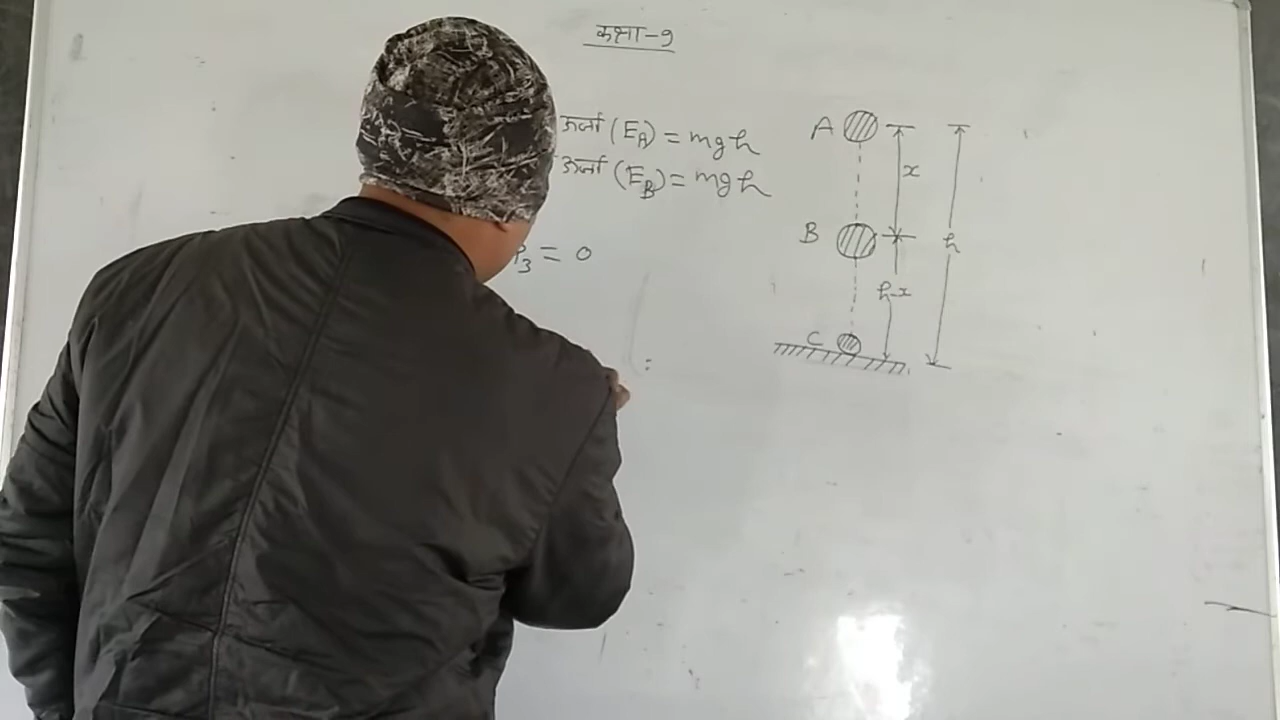 कक्षा-9
ऊर्जा (E_A) = mgh
ऊर्जा (E_B) = mgh
P_3 = 0
A
x
B
h
h-x
C